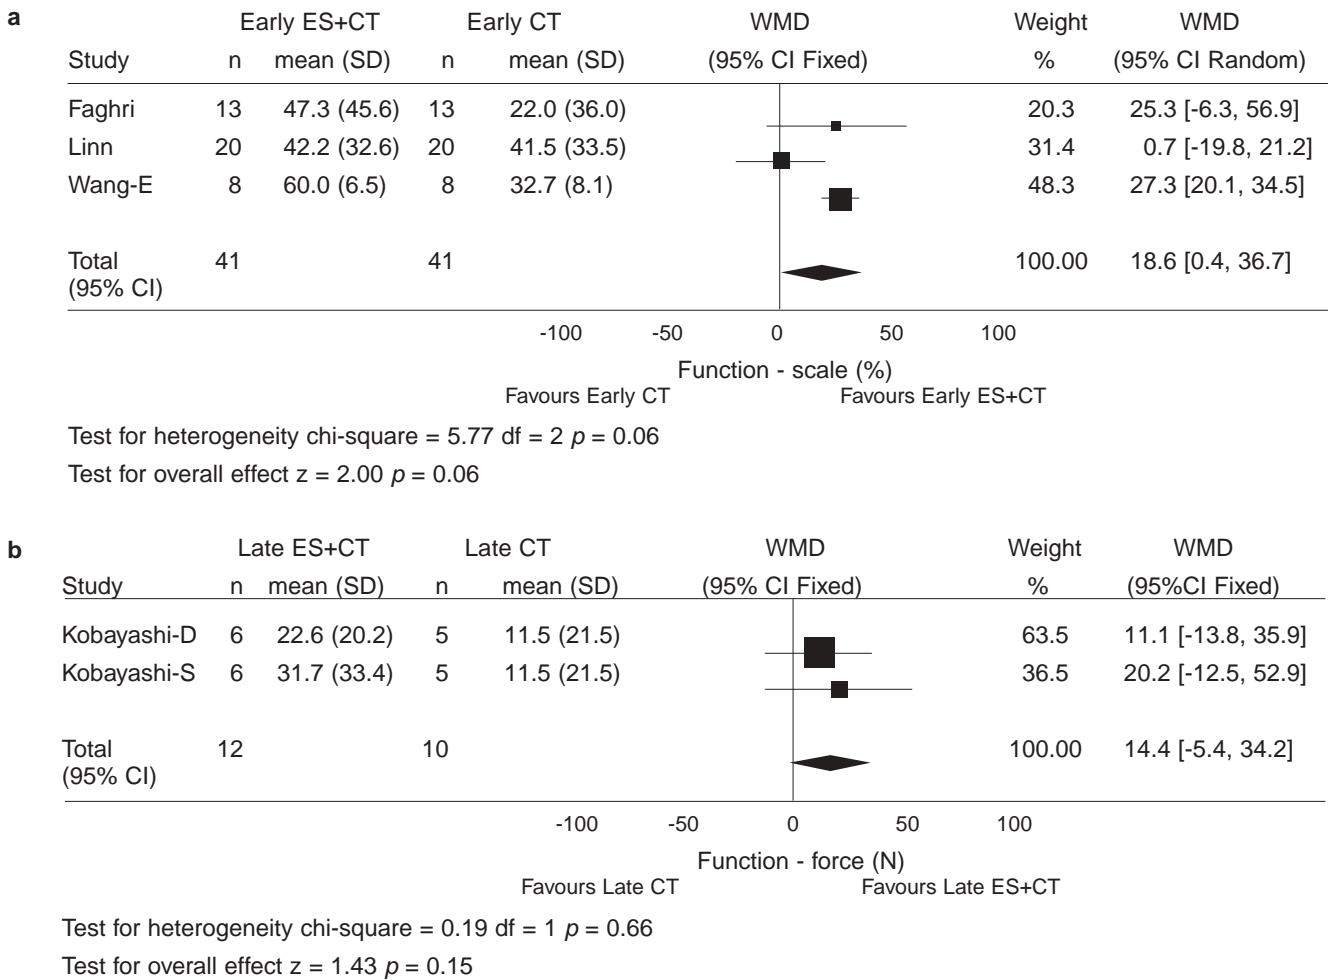 a
Early ES+CT Early CT WMD Weight WMD
Study n mean (SD) n mean (SD) (95% CI Fixed) % (95% CI Random)
Faghri 13 47.3 (45.6) 13 22.0 (36.0) 20.3 25.3 [-6.3, 56.9]
Linn 20 42.2 (32.6) 20 41.5 (33.5) 31.4 0.7 [-19.8, 21.2]
Wang-E 8 60.0 (6.5) 8 32.7 (8.1) 48.3 27.3 [20.1, 34.5]
Total 41 41 100.00 18.6 [0.4, 36.7]
(95% CI)
-100 -50 0 50 100
Function - scale (%)
Favours Early CT Favours Early ES+CT
Test for heterogeneity chi-square = 5.77 df = 2 p = 0.06
Test for overall effect z = 2.00 p = 0.06
b
Late ES+CT Late CT WMD Weight WMD
Study n mean (SD) n mean (SD) (95% CI Fixed) % (95%CI Fixed)
Kobayashi-D 6 22.6 (20.2) 5 11.5 (21.5) 63.5 11.1 [-13.8, 35.9]
Kobayashi-S 6 31.7 (33.4) 5 11.5 (21.5) 36.5 20.2 [-12.5, 52.9]
Total 12 10 100.00 14.4 [-5.4, 34.2]
(95% CI)
-100 -50 0 50 100
Function - force (N)
Favours Late CT Favours Late ES+CT
Test for heterogeneity chi-square = 0.19 df = 1 p = 0.66
Test for overall effect z = 1.43 p = 0.15